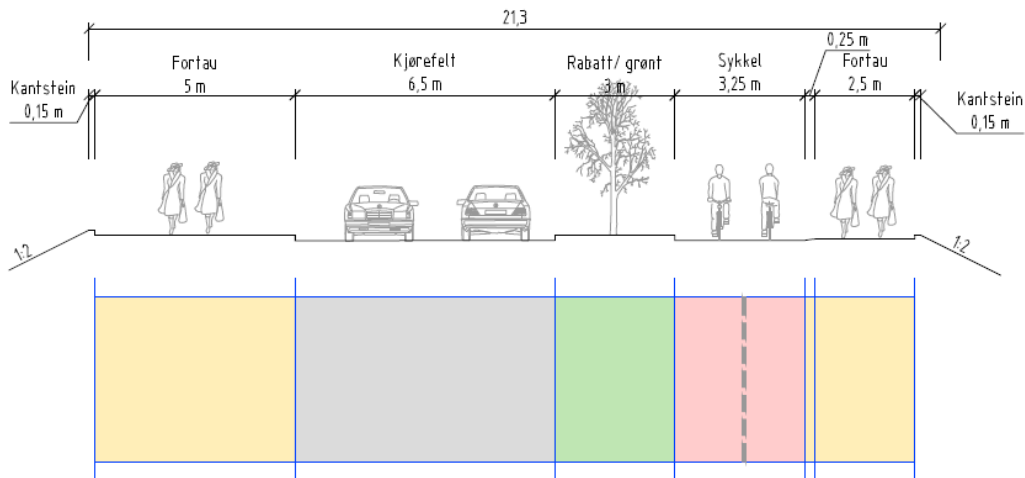 21,3
0,25 m
Fortau
5 m
Kjørefelt
6,5 m
Rabatt/ grønt
3 m
Sykkel
3,25 m
Fortau
2,5 m
Kantstein
0,15 m
Kantstein
0,15 m
1:2
1:2